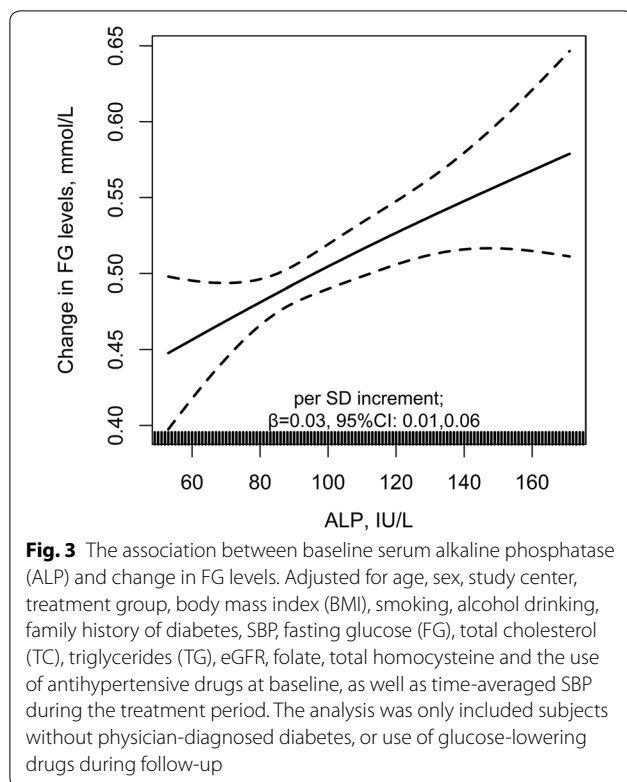 0.65
0.60
0.55
0.50
0.45
0.40
Change in FG levels, mmol/L
per SD increment;
β=0.03, 95%CI: 0.01,0.06
60 80 100 120 140 160
ALP, IU/L
Fig. 3 The association between baseline serum alkaline phosphatase
(ALP) and change in FG levels. Adjusted for age, sex, study center,
treatment group, body mass index (BMI), smoking, alcohol drinking,
family history of diabetes, SBP, fasting glucose (FG), total cholesterol
(TC), triglycerides (TG), eGFR, folate, total homocysteine and the use
of antihypertensive drugs at baseline, as well as time-averaged SBP
during the treatment period. The analysis was only included subjects
without physician-diagnosed diabetes, or use of glucose-lowering
drugs during follow-up